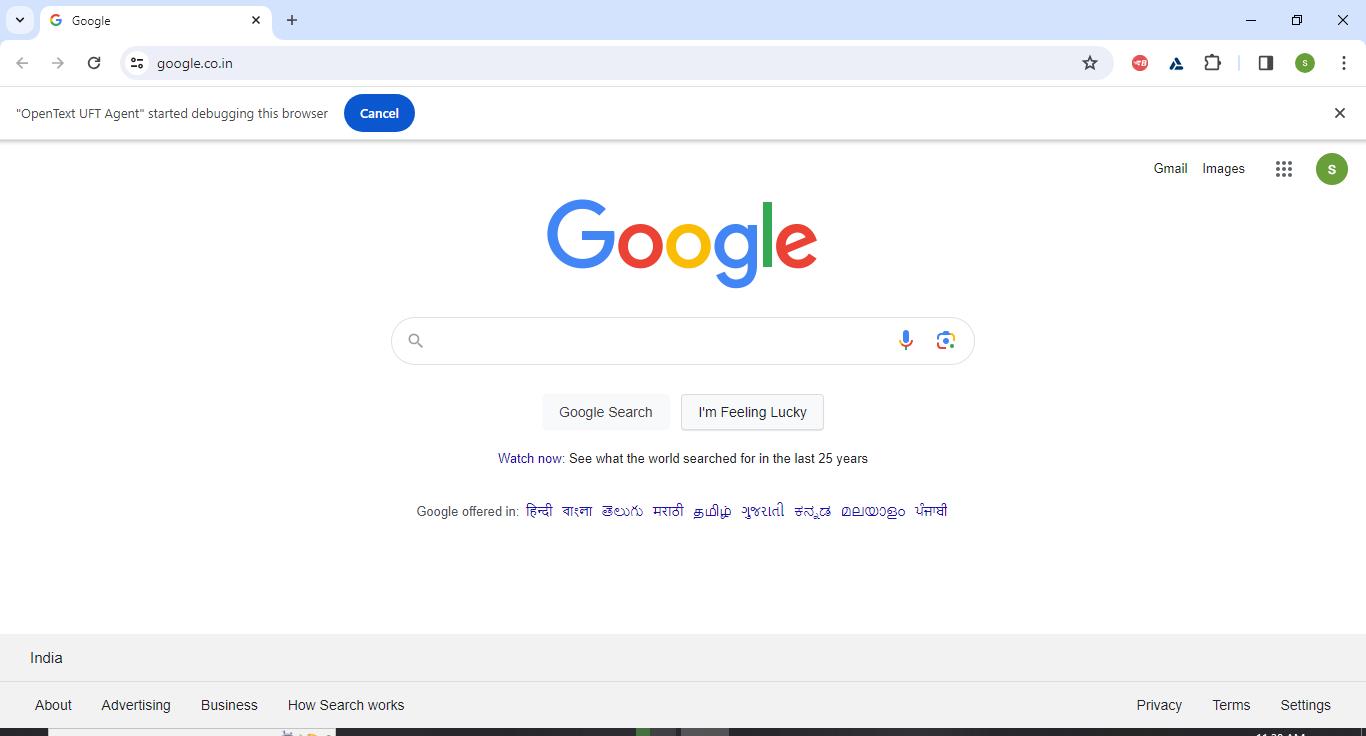 Google
google.co.in
S
"OpenText UFT Agent" started debugging this browser Cancel
Gmail Images S
Google
Google Search I'm Feeling Lucky
Watch now: See what the world searched for in the last 25 years
Google offered in: हिन्दी বাংলা తెలుగు मराठी தமிழ் ગુજરાતી ಕನ್ನಡ മലയാളം ਪੰਜਾਬੀ
India
About Advertising Business How Search works Privacy Terms Settings